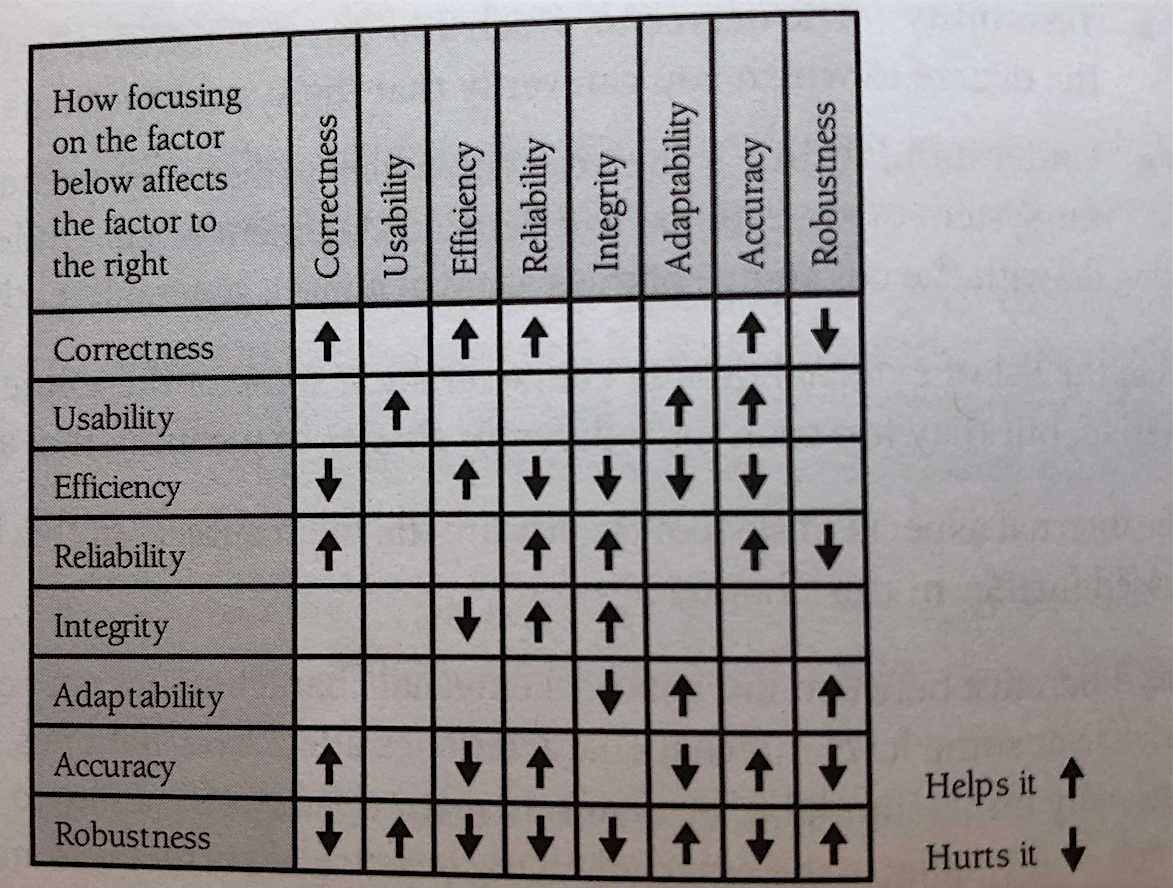 How focusing
on the factor
below affects
the factor to
the right
Correctness
Usability
Efficiency
Reliability
Integrity
Adaptability
Accuracy
Robustness
Correctness ↑ ↑ ↑ ↑ ↓
Usability ↑ ↑ ↑
Efficiency ↓ ↑ ↓ ↓ ↓ ↓
Reliability ↑ ↑ ↑ ↑ ↓
Integrity ↓ ↑ ↑
Adaptability ↓ ↑ ↑
Accuracy ↑ ↓ ↑ ↓ ↑ ↓
Robustness ↓ ↑ ↓ ↓ ↓ ↑ ↓ ↑
Helps it ↑
Hurts it ↓